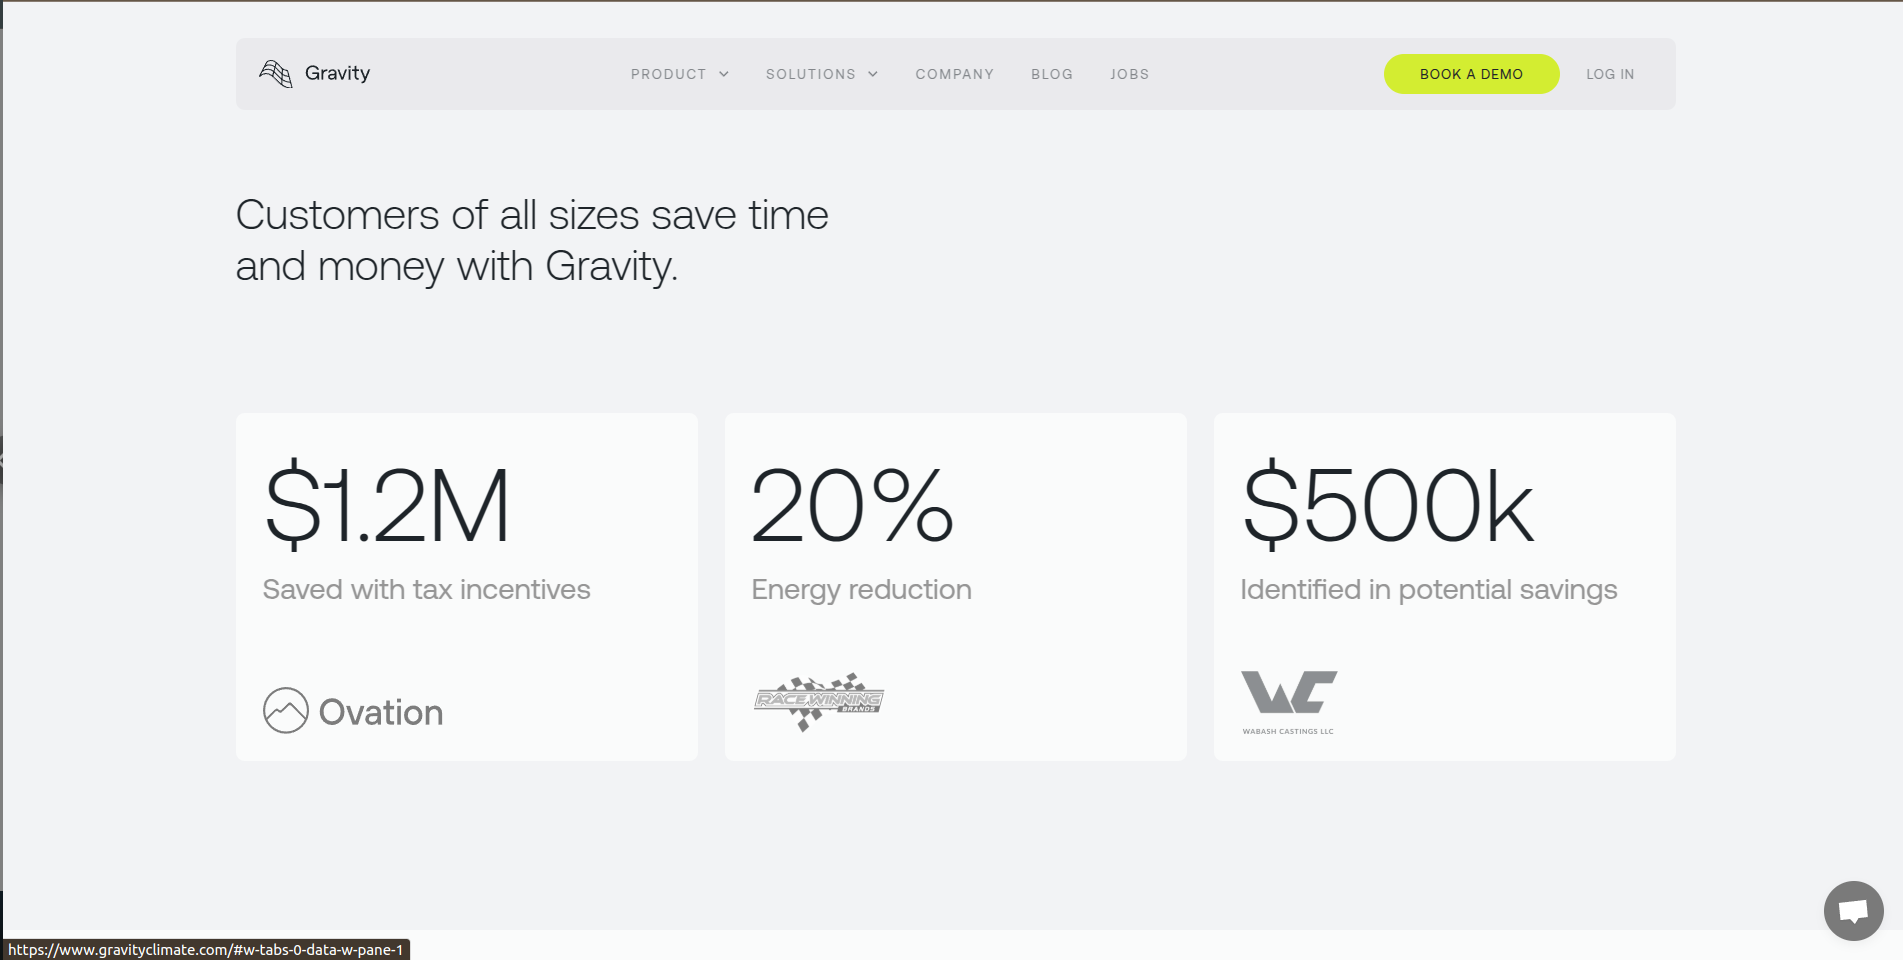 Gravity
PRODUCT
SOLUTIONS
COMPANY
BLOG
JOBS
BOOK A DEMO
LOG IN
Customers of all sizes save time
and money with Gravity.
$1.2M
Saved with tax incentives
Ovation
20%
Energy reduction
RACE WINNING
BRANDS
$500k
Identified in potential savings
WC
WABASH CASTINGS LLC
https://www.gravityclimate.com/#w-tabs-0-data-w-pane-1